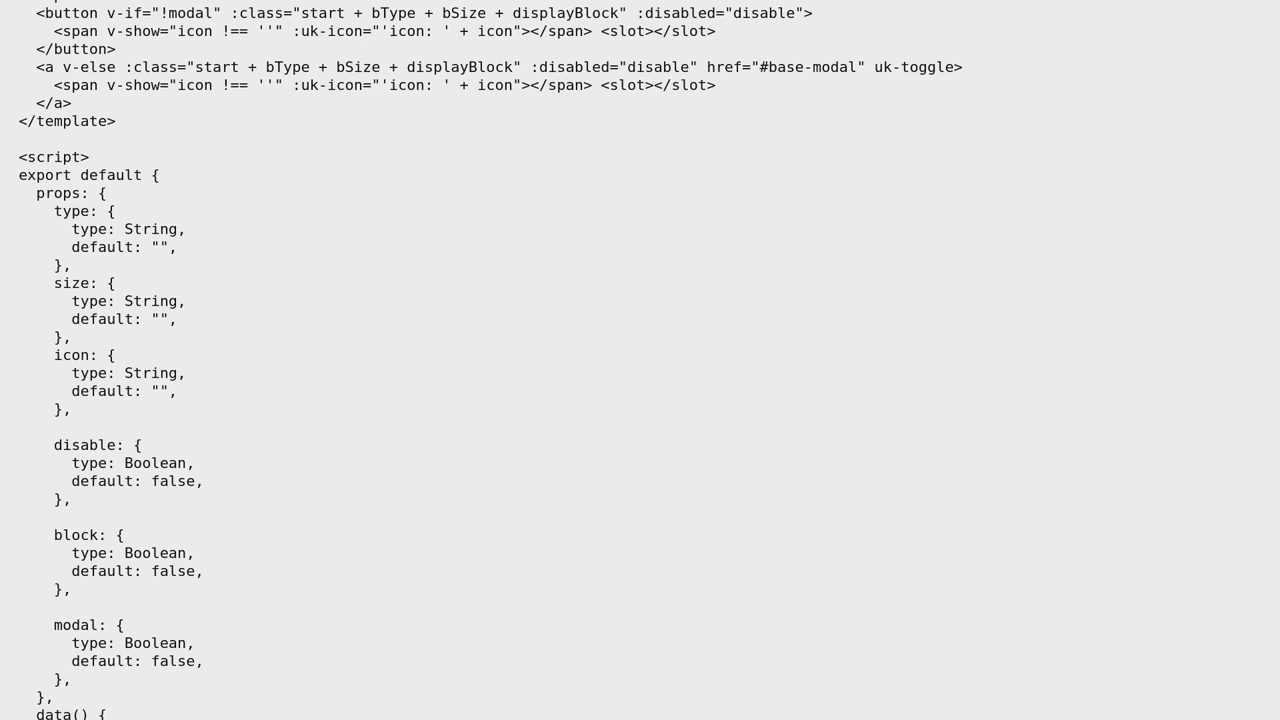 <button v-if="!modal" :class="start + bType + bSize + displayBlock" :disabled="disable">
<span v-show="icon !== ''" :uk-icon="'icon: ' + icon"></span> <slot></slot>
</button>
<a v-else :class="start + bType + bSize + displayBlock" :disabled="disable" href="#base-modal" uk-toggle>
<span v-show="icon !== ''" :uk-icon="'icon: ' + icon"></span> <slot></slot>
</a>
</template>

<script>
export default {
props: {
type: {
type: String,
default: "",
},
size: {
type: String,
default: "",
},
icon: {
type: String,
default: "",
},

disable: {
type: Boolean,
default: false,
},

block: {
type: Boolean,
default: false,
},

modal: {
type: Boolean,
default: false,
},
},
data() {